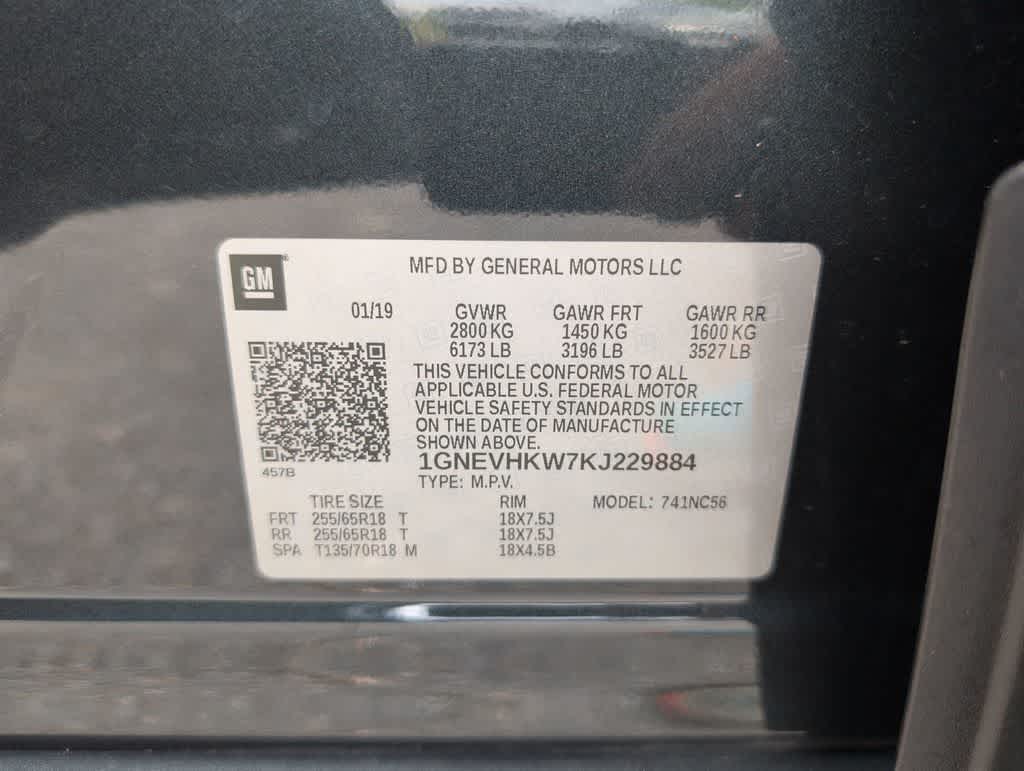 GM
MFD BY GENERAL MOTORS LLC
01/19 GVWR GAWR FRT GAWR RR
2800 KG 1450 KG 1600 KG
6173 LB 3196 LB 3527 LB
THIS VEHICLE CONFORMS TO ALL
APPLICABLE U.S. FEDERAL MOTOR
VEHICLE SAFETY STANDARDS IN EFFECT
ON THE DATE OF MANUFACTURE
SHOWN ABOVE.
1GNEVHKW7KJ229884
457B
TYPE: M.P.V.
TIRE SIZE RIM MODEL: 741NC56
FRT 255/65R18 T 18X7.5J
RR 255/65R18 T 18X7.5J
SPA T135/70R18 M 18X4.5B